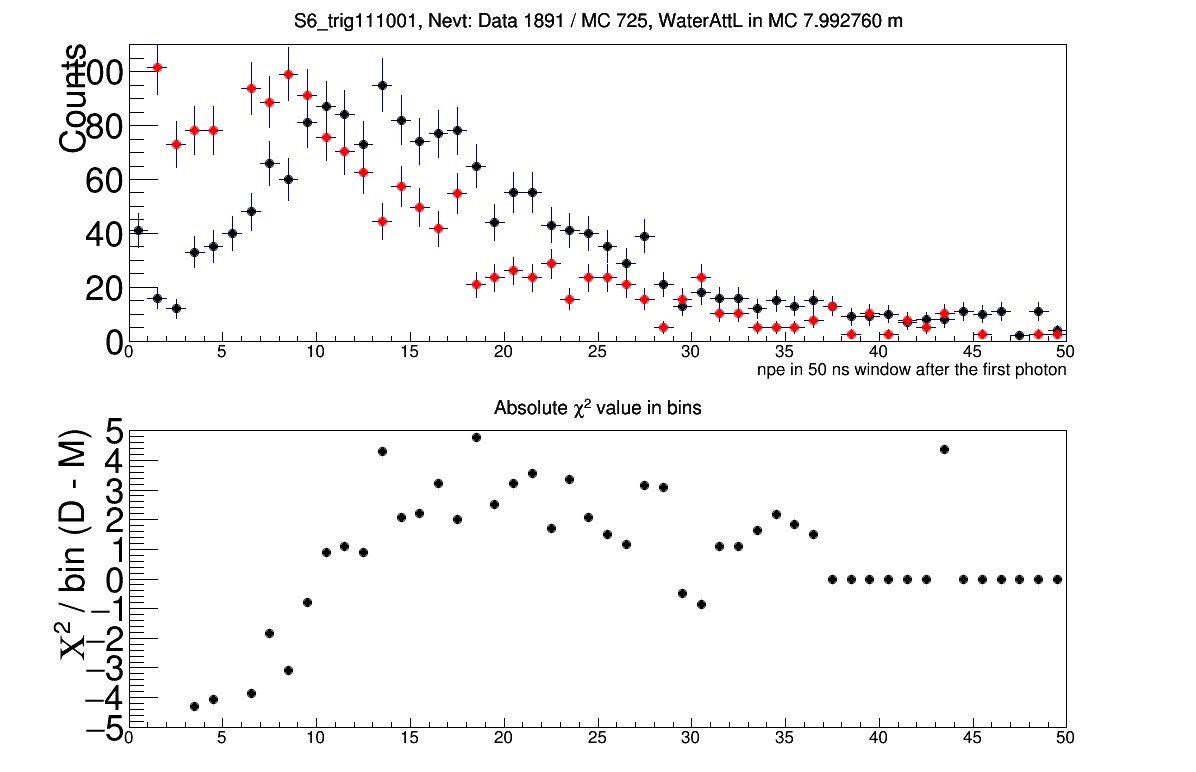 S6_trig111001, Nevt: Data 1891 / MC 725, WaterAttL in MC 7.992760 m
Counts
00
80
60
40
20
0
0 5 10 15 20 25 30 35 40 45 50
npe in 50 ns window after the first photon
Absolute χ² value in bins
X² / bin (D - M)
5
4
3
2
1
0
−1
−2
−3
−4
−5
0 5 10 15 20 25 30 35 40 45 50